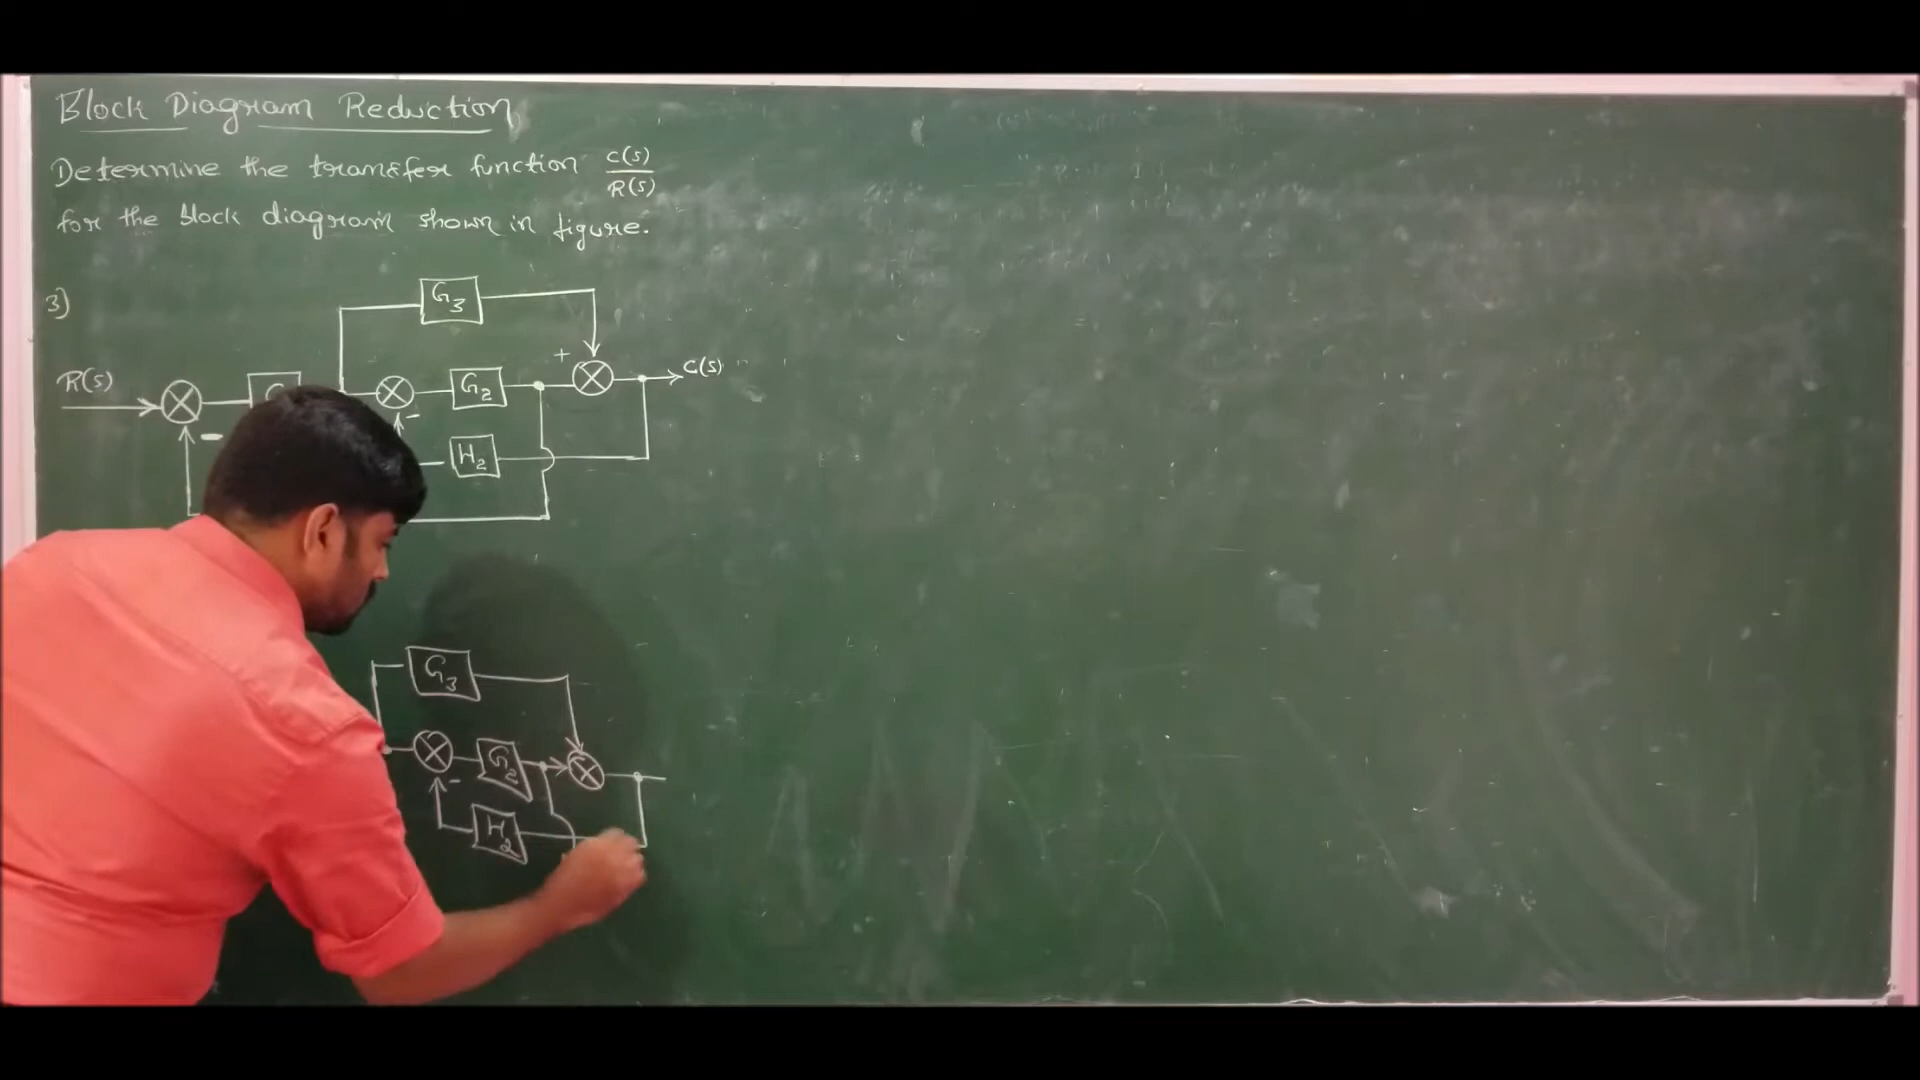 Block Diagram Reduction
Determine the transfer function C(s)/R(s)
for the block diagram shown in figure.
3)
G3
+
R(s)
G2
C(s)
-
-
H2
G3
G2
-
H2